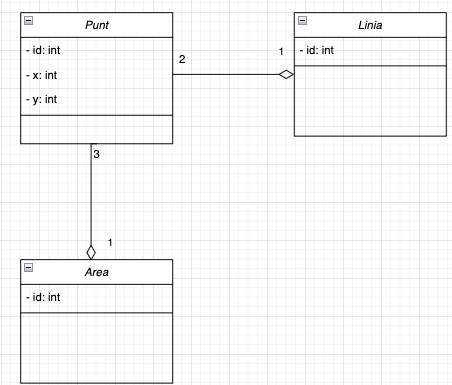 Punt
- id: int
- x: int
- y: int
2
1
Linia
- id: int
3
1
Area
- id: int